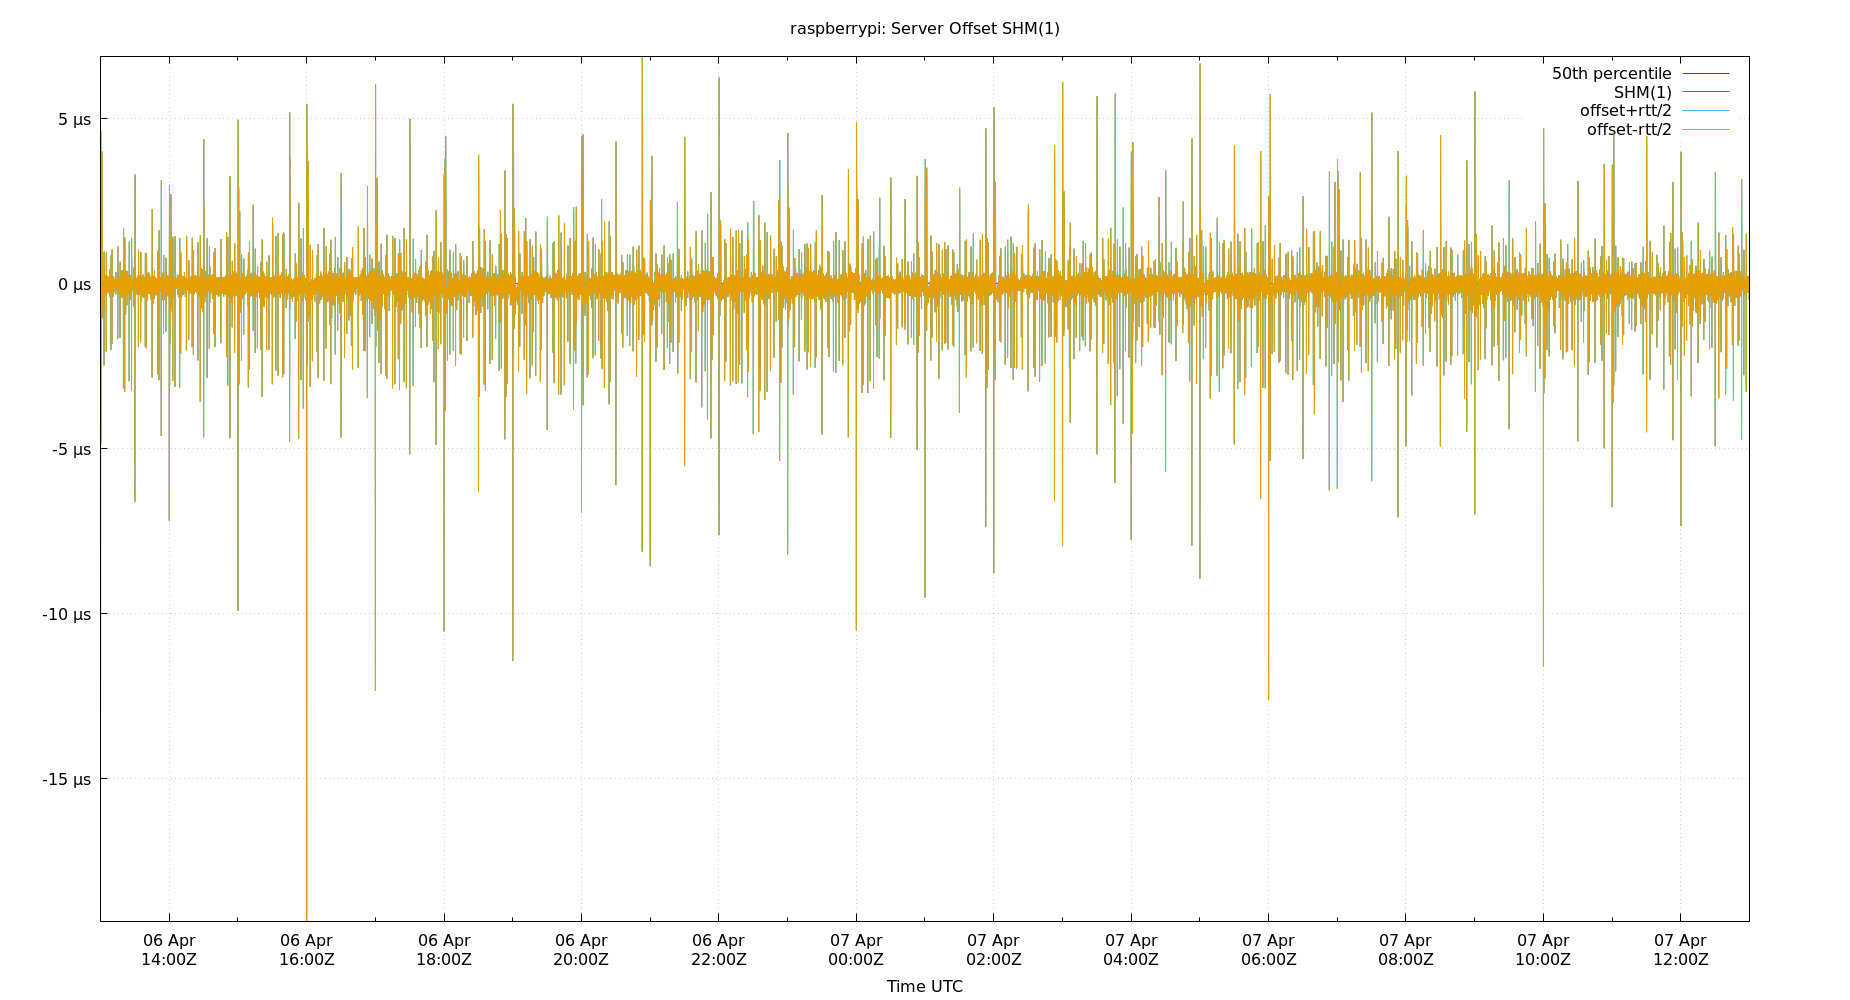 raspberrypi: Server Offset SHM(1)
50th percentile
SHM(1)
offset+rtt/2
offset-rtt/2
5 µs
0 µs
-5 µs
-10 µs
-15 µs
06 Apr 06 Apr 06 Apr 06 Apr 06 Apr 07 Apr 07 Apr 07 Apr 07 Apr 07 Apr 07 Apr 07 Apr
14:00Z 16:00Z 18:00Z 20:00Z 22:00Z 00:00Z 02:00Z 04:00Z 06:00Z 08:00Z 10:00Z 12:00Z
Time UTC